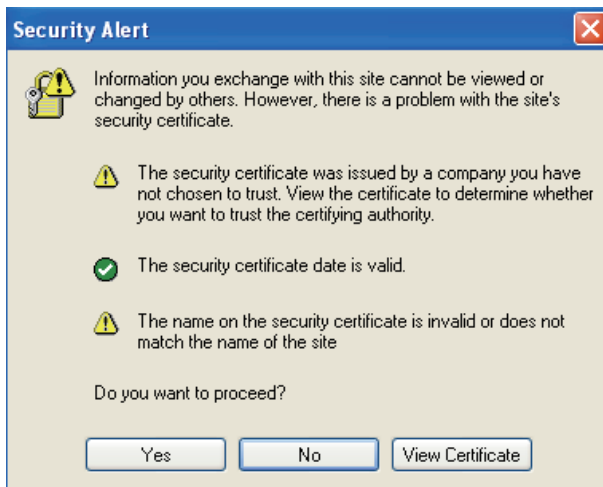 Security Alert
Information you exchange with this site cannot be viewed or
changed by others. However, there is a problem with the site's
security certificate.
The security certificate was issued by a company you have
not chosen to trust. View the certificate to determine whether
you want to trust the certifying authority.
The security certificate date is valid.
The name on the security certificate is invalid or does not
match the name of the site
Do you want to proceed?
Yes No View Certificate